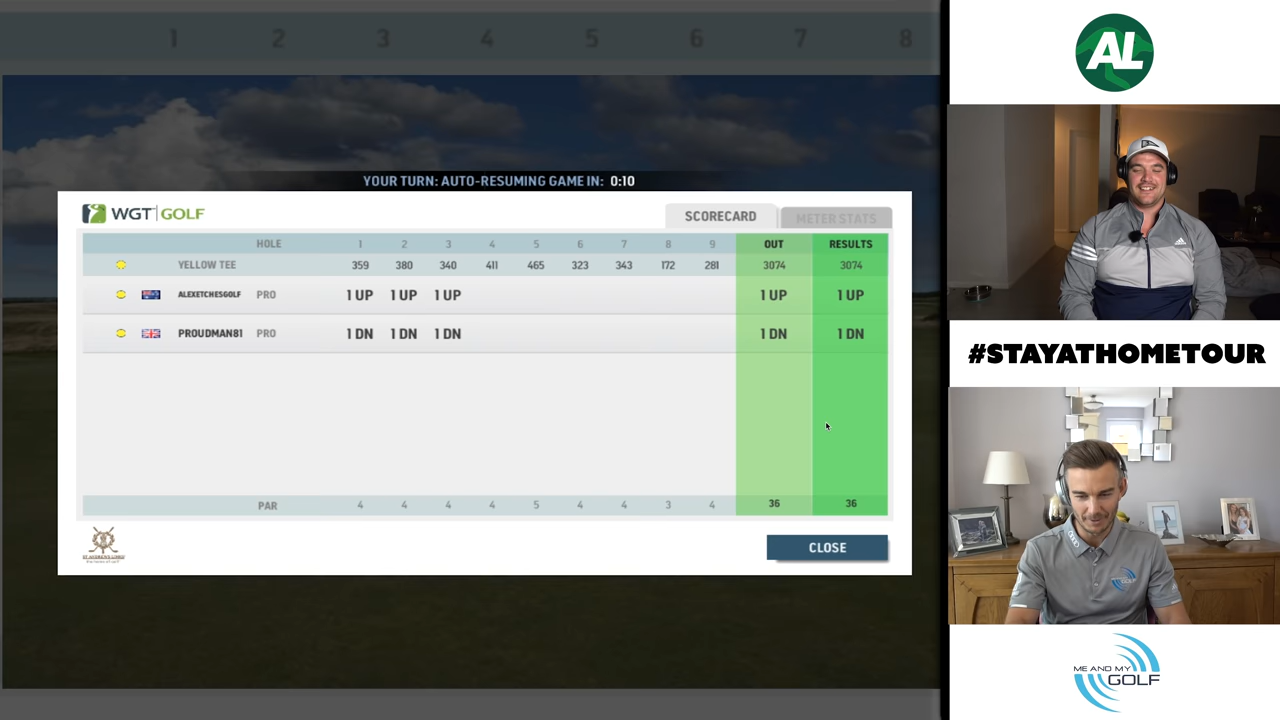 1 2 3 4 5 6 7 8
YOUR TURN: AUTO-RESUMING GAME IN: 0:10
WGT GOLF
SCORECARD METER STATS
HOLE 1 2 3 4 5 6 7 8 9 OUT RESULTS
YELLOW TEE 359 380 340 411 465 323 343 172 281 3074 3074
ALEXETCHESGOLF PRO 1 UP 1 UP 1 UP 1 UP 1 UP
PROUDMAN81 PRO 1 DN 1 DN 1 DN 1 DN 1 DN
PAR 4 4 4 4 5 4 4 3 4 36 36
ST ANDREWS LINKS
CLOSE
AL
#STAYATHOMETOUR
ME AND MY
GOLF